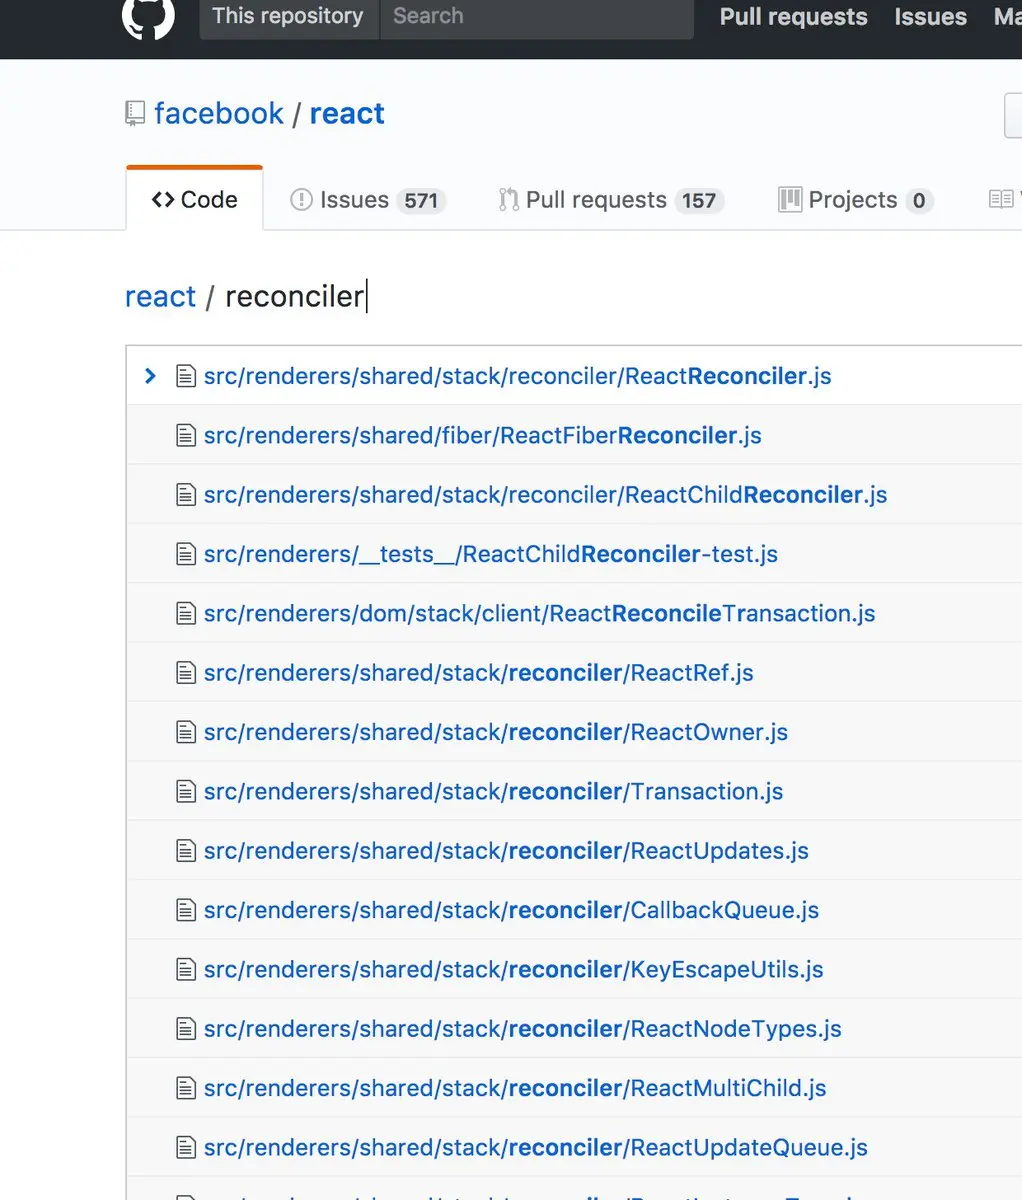 This repository Search Pull requests Issues Ma
facebook / react
Code Issues 571 Pull requests 157 Projects 0
react / reconciler
src/renderers/shared/stack/reconciler/ReactReconciler.js
src/renderers/shared/fiber/ReactFiberReconciler.js
src/renderers/shared/stack/reconciler/ReactChildReconciler.js
src/renderers/__tests__/ReactChildReconciler-test.js
src/renderers/dom/stack/client/ReactReconcileTransaction.js
src/renderers/shared/stack/reconciler/ReactRef.js
src/renderers/shared/stack/reconciler/ReactOwner.js
src/renderers/shared/stack/reconciler/Transaction.js
src/renderers/shared/stack/reconciler/ReactUpdates.js
src/renderers/shared/stack/reconciler/CallbackQueue.js
src/renderers/shared/stack/reconciler/KeyEscapeUtils.js
src/renderers/shared/stack/reconciler/ReactNodeTypes.js
src/renderers/shared/stack/reconciler/ReactMultiChild.js
src/renderers/shared/stack/reconciler/ReactUpdateQueue.js